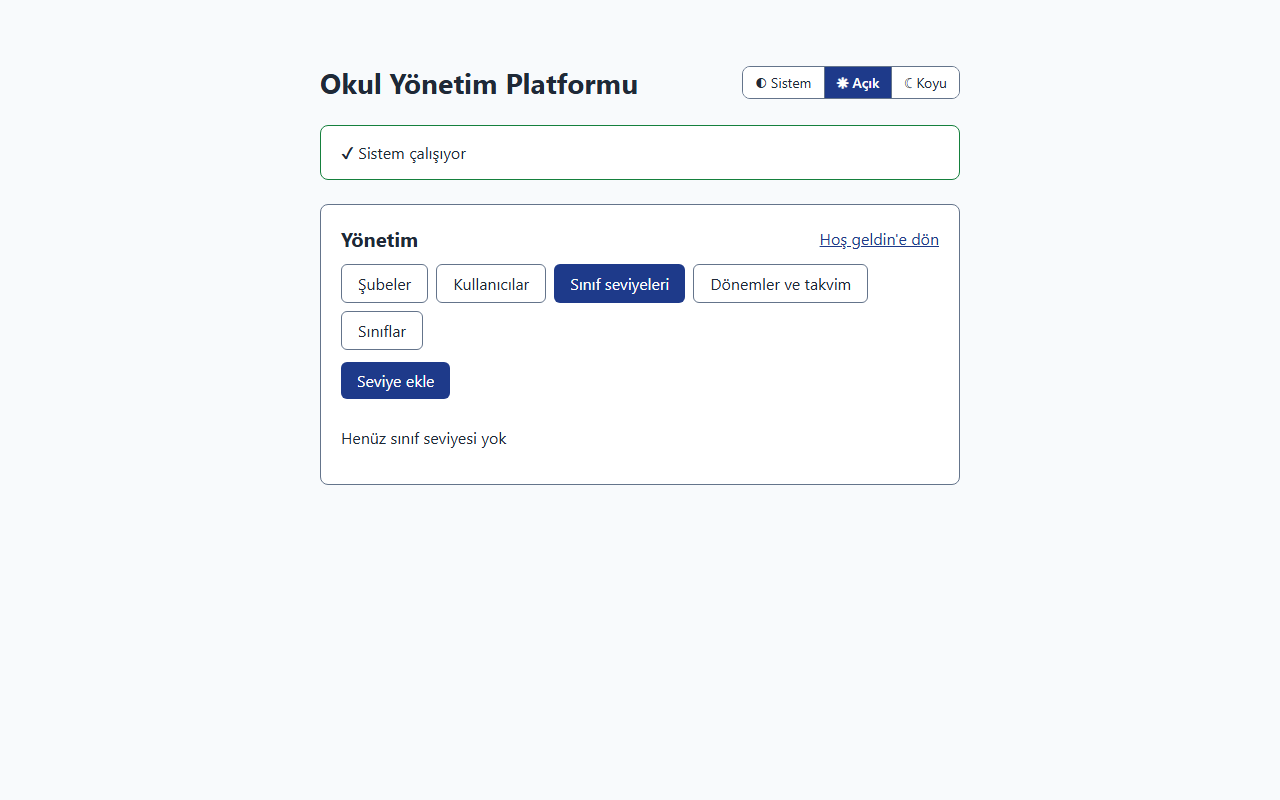 Okul Yönetim Platformu
◐ Sistem ❋ Açık ☾ Koyu
✓ Sistem çalışıyor
Yönetim
Hoş geldin'e dön
Şubeler Kullanıcılar Sınıf seviyeleri Dönemler ve takvim
Sınıflar
Seviye ekle
Henüz sınıf seviyesi yok